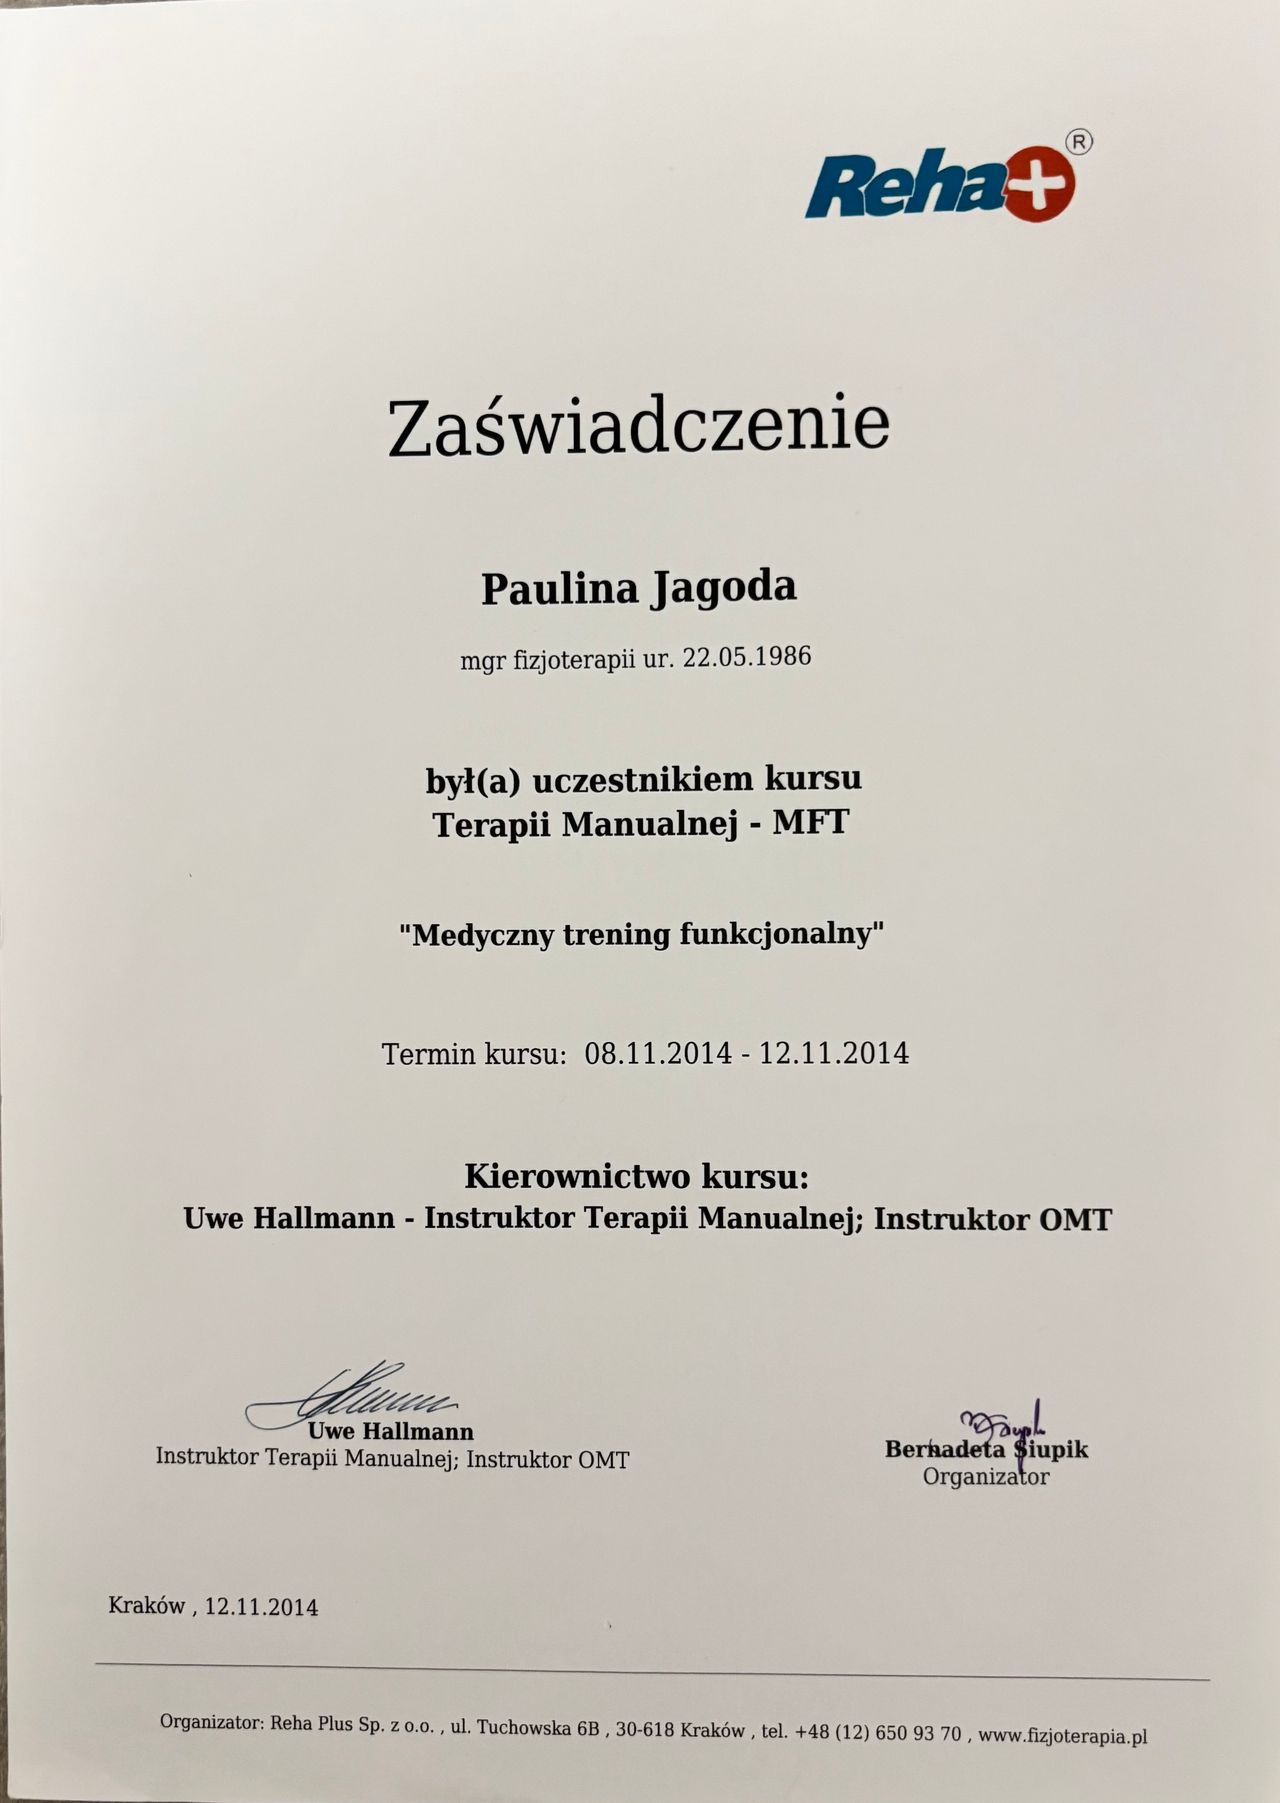 Reha+®
Zaświadczenie
Paulina Jagoda
mgr fizjoterapii ur. 22.05.1986
był(a) uczestnikiem kursu
Terapii Manualnej - MFT
"Medyczny trening funkcjonalny"
Termin kursu: 08.11.2014 - 12.11.2014
Kierownictwo kursu:
Uwe Hallmann - Instruktor Terapii Manualnej; Instruktor OMT
Uwe Hallmann
Instruktor Terapii Manualnej; Instruktor OMT
Bernadeta Siupik
Organizator
Kraków , 12.11.2014
Organizator: Reha Plus Sp. z o.o. , ul. Tuchowska 6B , 30-618 Kraków , tel. +48 (12) 650 93 70 , www.fizjoterapia.pl